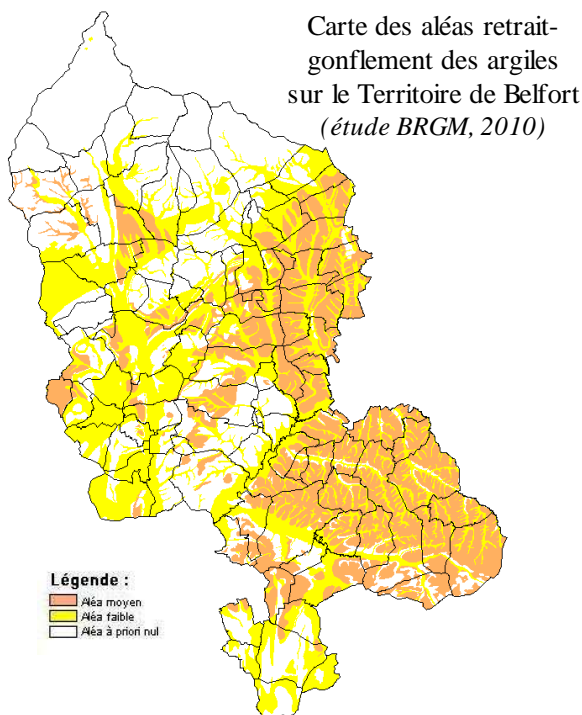 Carte des aléas retrait-
gonflement des argiles
sur le Territoire de Belfort
(étude BRGM, 2010)
Légende :
Aléa moyen
Aléa faible
Aléa à priori nul